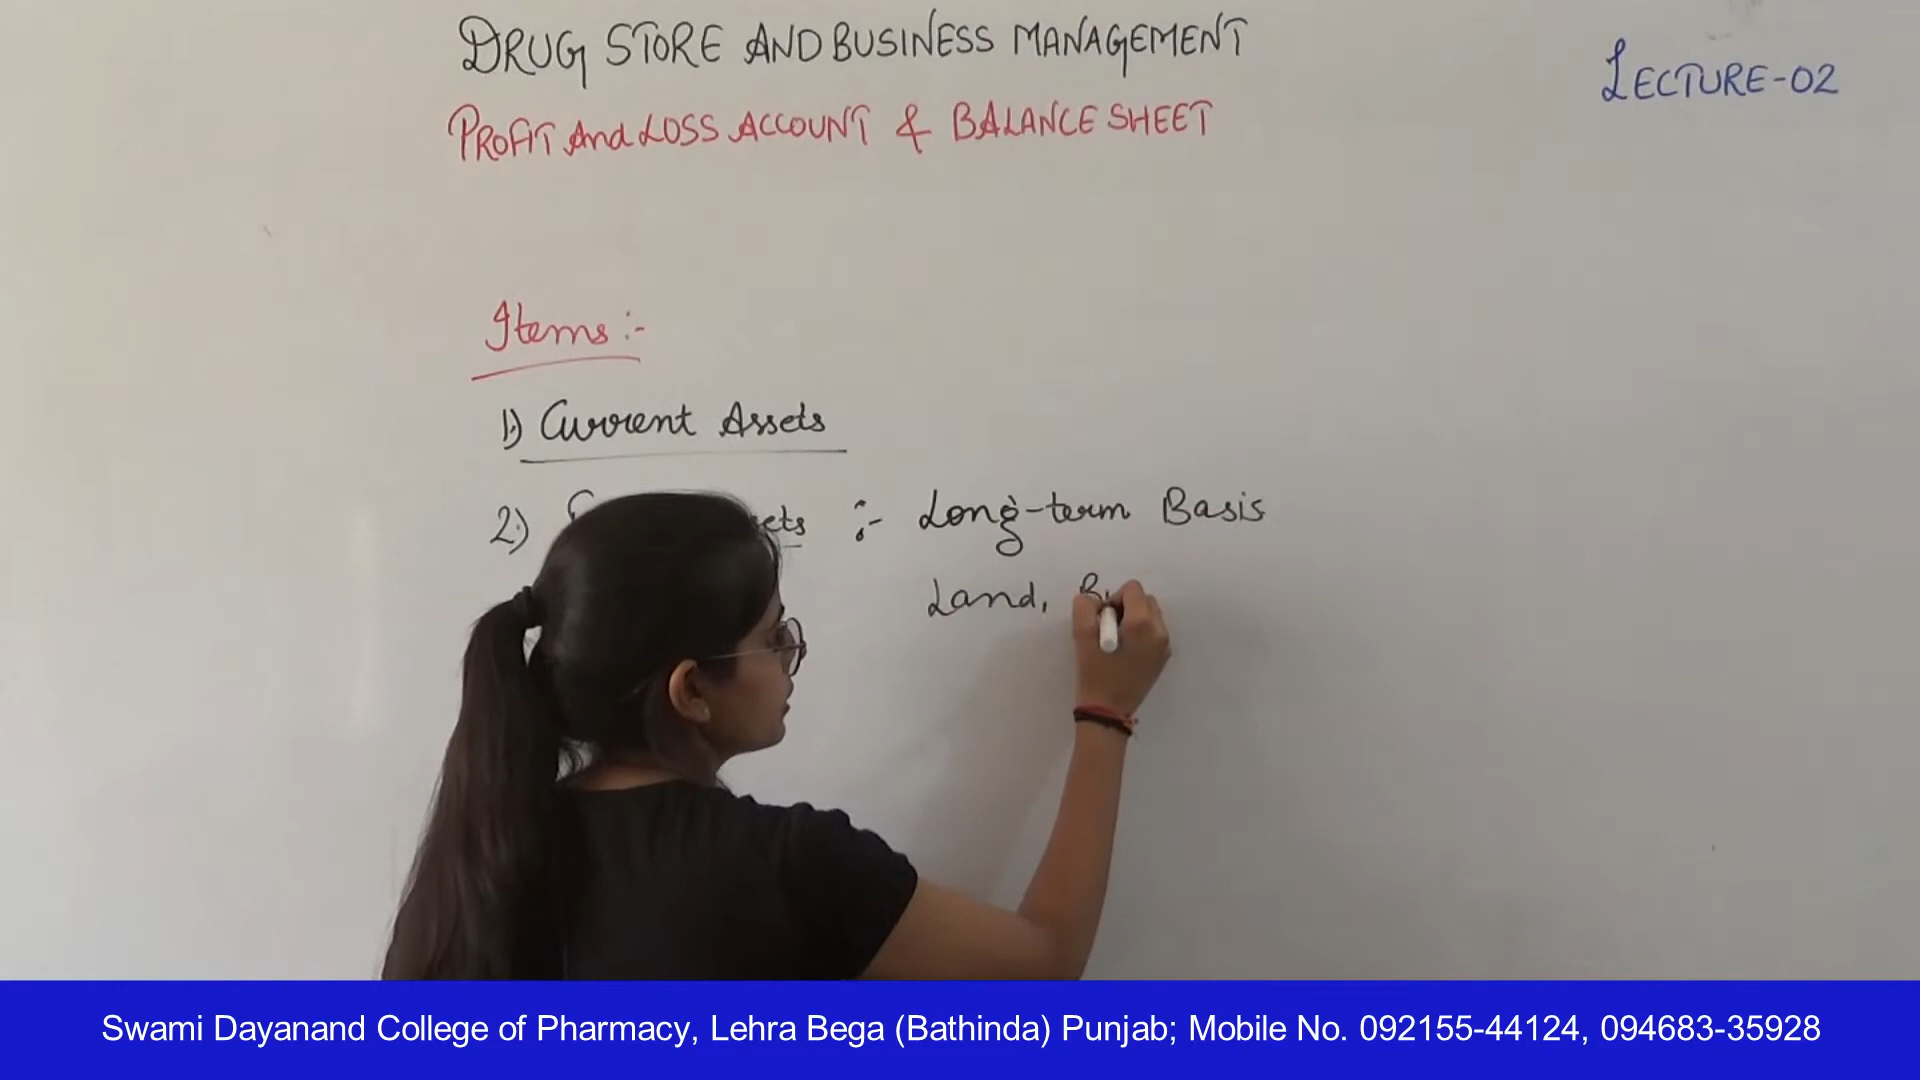 DRUG STORE AND BUSINESS MANAGEMENT
LECTURE-02
PROFIT And LOSS ACCOUNT & BALANCE SHEET
Items :-
1) Current Assets
2) :- Long-term Basis
Land,
Swami Dayanand College of Pharmacy, Lehra Bega (Bathinda) Punjab; Mobile No. 092155-44124, 094683-35928